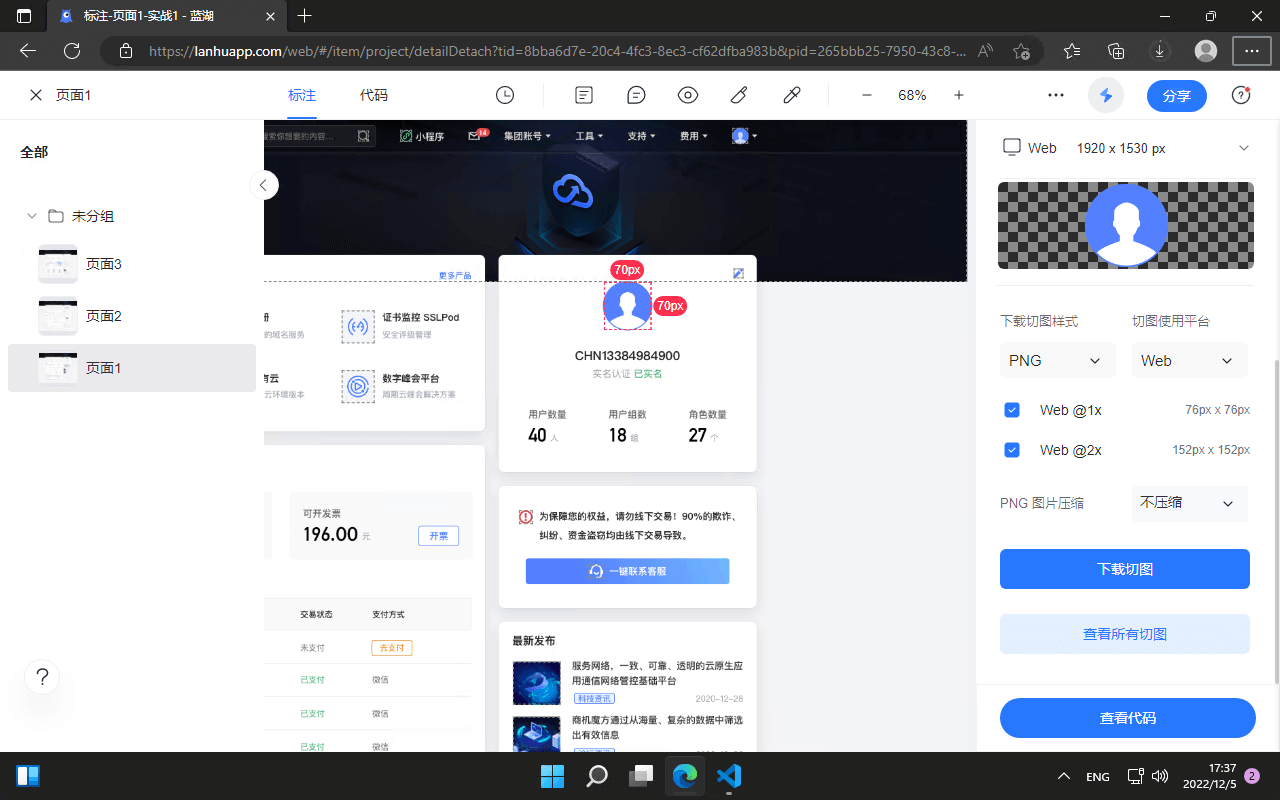 标注-页面1-实战1 - 蓝湖
https://lanhuapp.com/web/#/item/project/detailDetach?tid=8bba6d7e-20c4-4fc3-8ec3-cf62dfba983b&pid=265bbb25-7950-43c8-...
页面1
标注 代码
68%
分享
全部
未分组
页面3
页面2
页面1
搜索你想要的内容...
小程序 14 集团账号 工具 支持 费用
更多产品
册 证书监控 SSLPod
的域名服务 安全评级管理
有云 数字峰会平台
云环境版本 周期云峰会解决方案
可开发票
196.00 元 开票
交易状态 支付方式
未支付 去支付
已支付 微信
已支付 微信
已支付 微信
70px
70px
CHN13384984900
实名认证 已实名
用户数量 用户组数 角色数量
40 人 18 组 27 个
为保障您的权益，请勿线下交易！90%的欺诈、
纠纷、资金盗窃均由线下交易导致。
一键联系客服
最新发布
服务网络，一致、可靠、透明的云原生应
用通信网络管控基础平台
科技资讯 2020-12-28
商机魔方通过从海量、复杂的数据中筛选
出有效信息
Web 1920 x 1530 px
下载切图样式 切图使用平台
PNG Web
Web @1x 76px x 76px
Web @2x 152px x 152px
PNG 图片压缩 不压缩
下载切图
查看所有切图
查看代码
?
ENG
17:37
2022/12/5
2